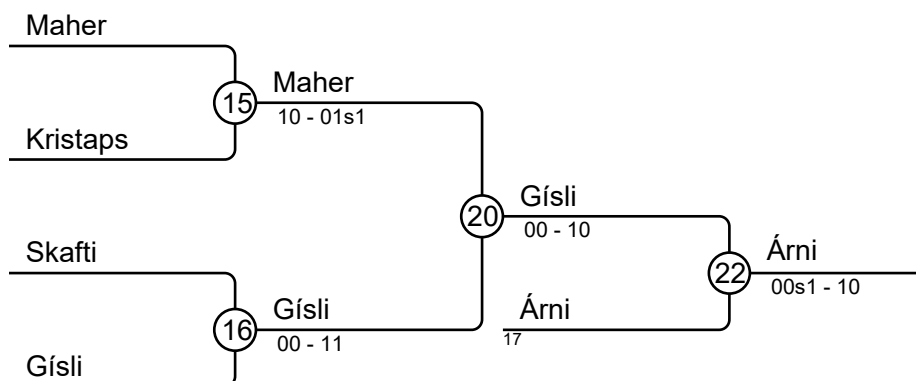 Maher
15
Maher
10 - 01s1
Kristaps
20
Gísli
00 - 10
Skafti
16
Gísli
00 - 11
Gísli
Árni
17
22
Árni
00s1 - 10